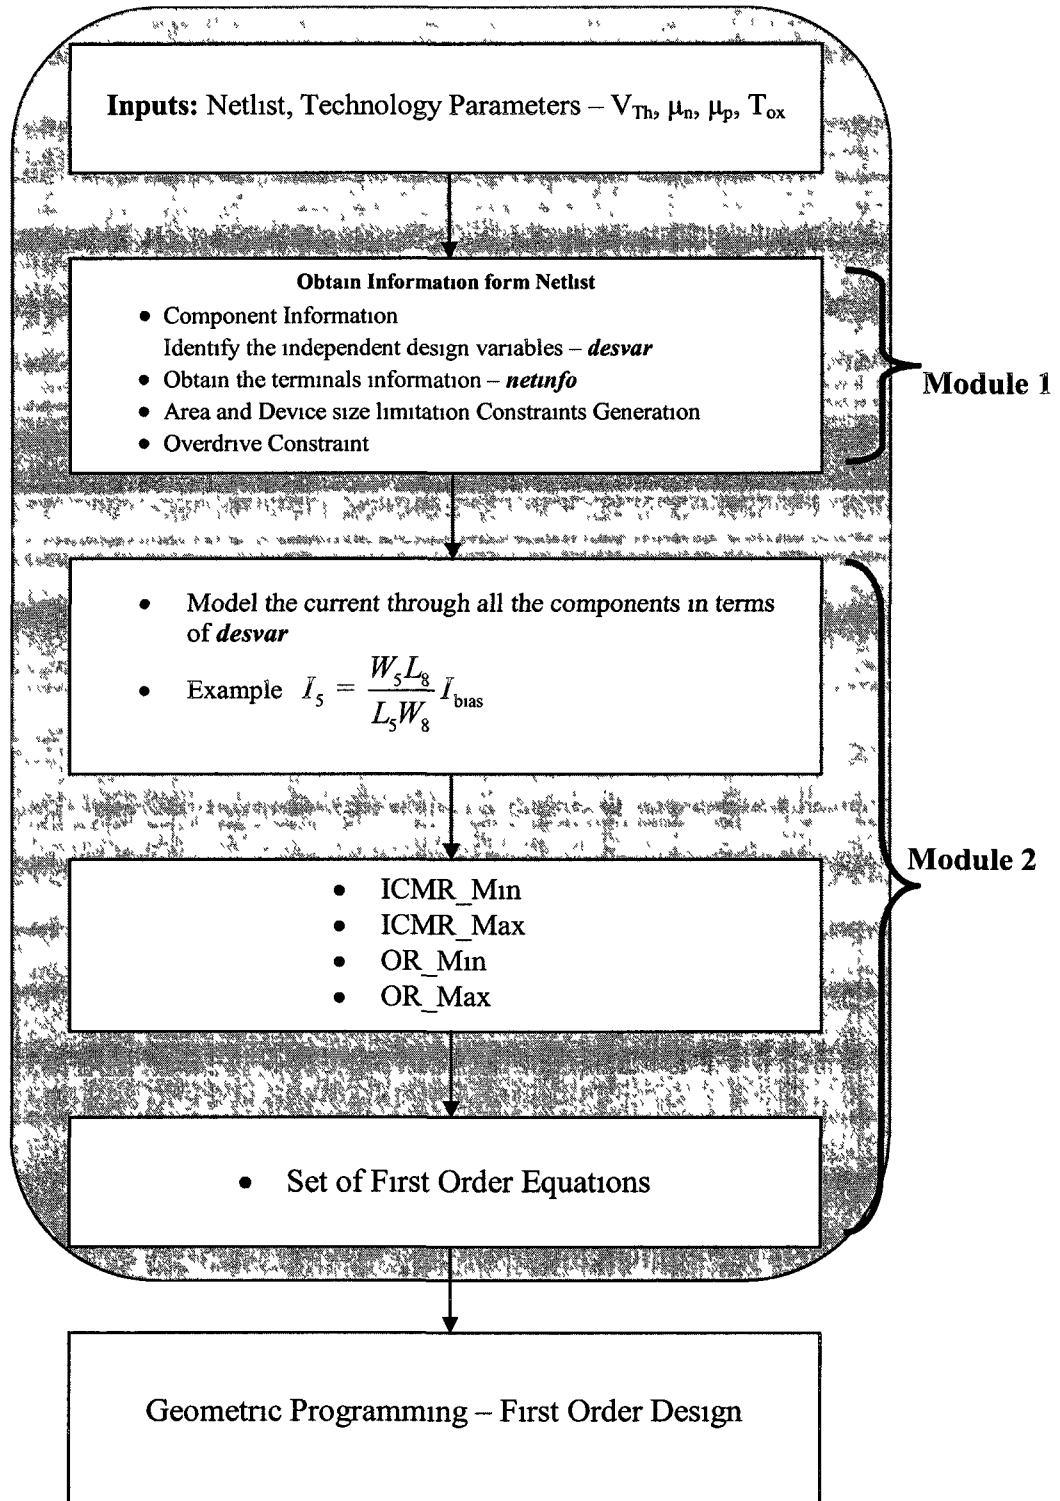 Inputs: Netlist, Technology Parameters – V_Th, μ_n, μ_p, T_ox
Obtain Information form Netlist
• Component Information
Identify the independent design variables – desvar
• Obtain the terminals information – netinfo
• Area and Device size limitation Constraints Generation
• Overdrive Constraint
Module 1
• Model the current through all the components in terms
of desvar
• Example I_5 = \frac{W_5 L_8}{L_5 W_8} I_bias
• ICMR_Min
• ICMR_Max
• OR_Min
• OR_Max
Module 2
• Set of First Order Equations
Geometric Programming – First Order Design